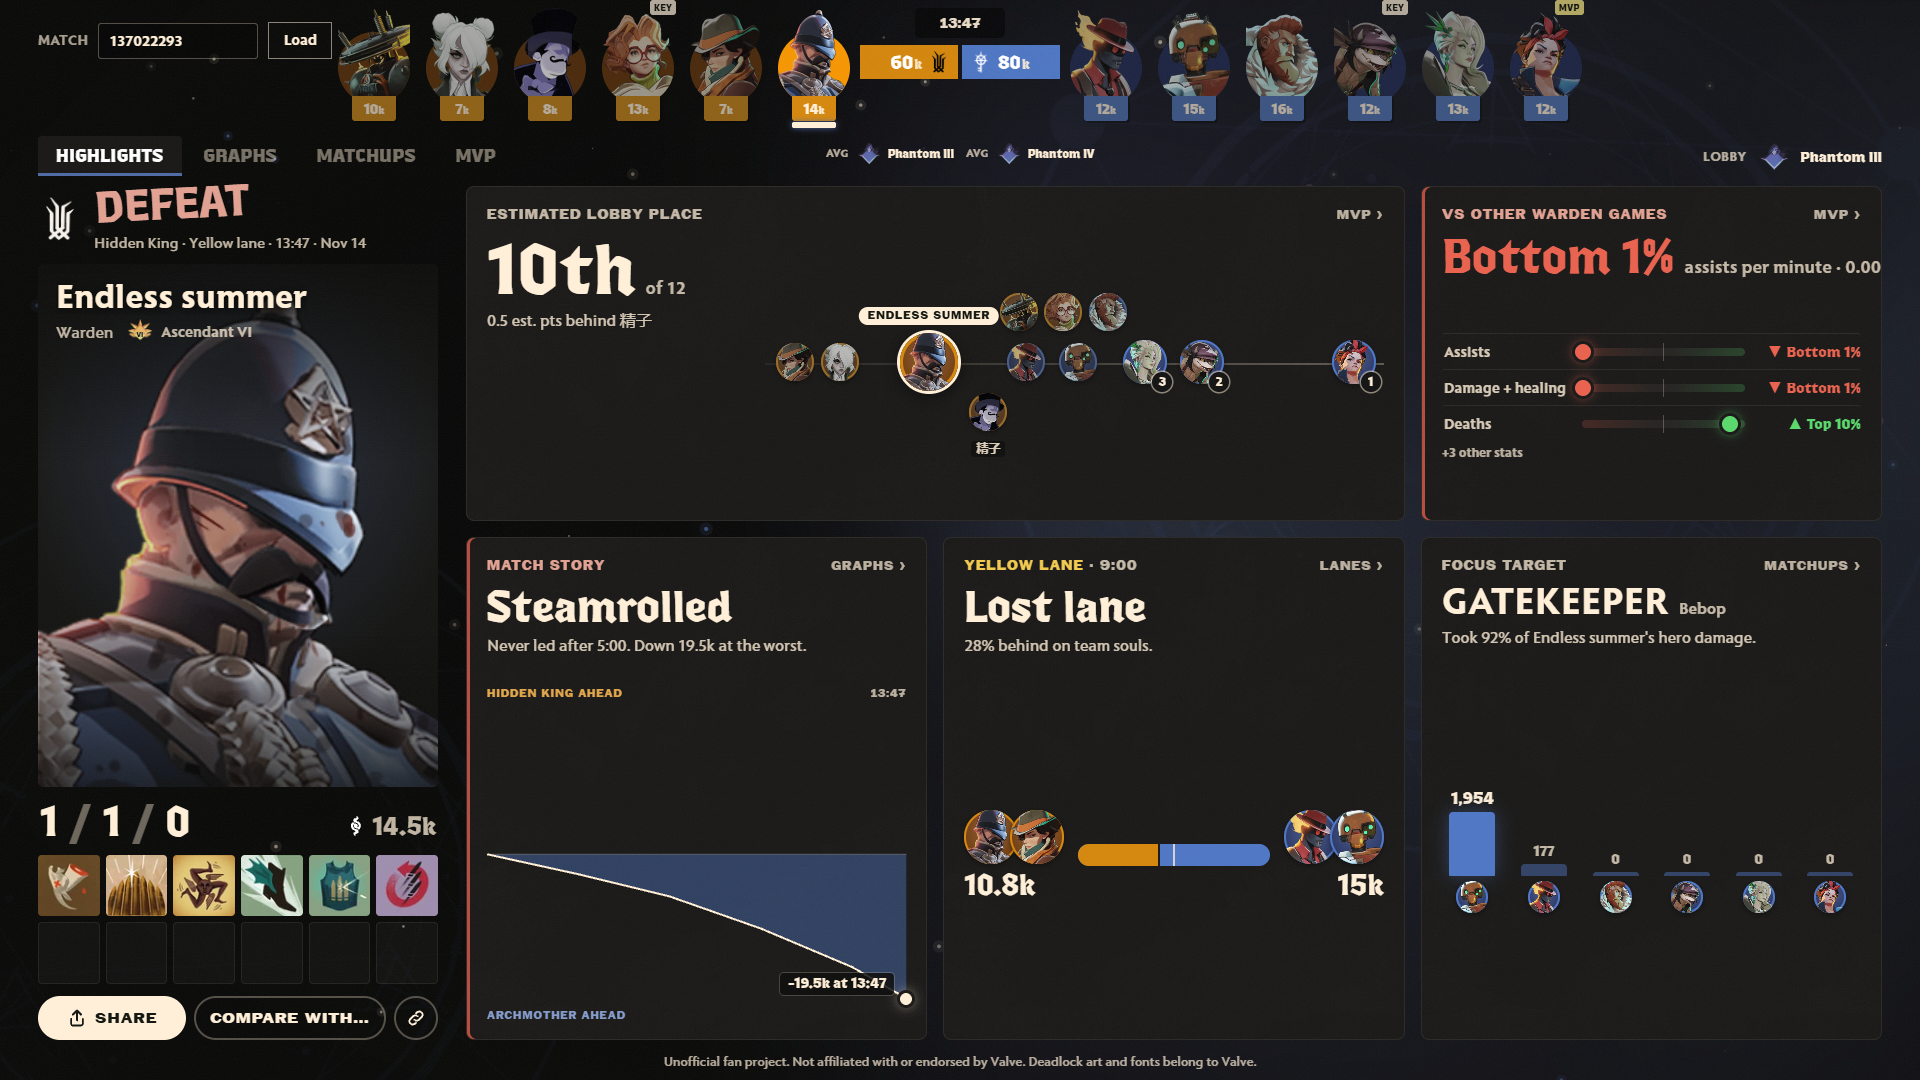 MATCH
137022293
Load
KEY
KEY
MVP
13:47
60k
80k
10k
7k
8k
13k
7k
14k
12k
15k
16k
12k
13k
12k
HIGHLIGHTS
GRAPHS
MATCHUPS
MVP
AVG Phantom III
AVG Phantom IV
LOBBY Phantom III
DEFEAT
Hidden King · Yellow lane · 13:47 · Nov 14
Endless summer
Warden
VI
Ascendant VI
1 / 1 / 0
14.5k
SHARE
COMPARE WITH...
ESTIMATED LOBBY PLACE
MVP ›
10th of 12
0.5 est. pts behind 精子
ENDLESS SUMMER
3
2
1
精子
VS OTHER WARDEN GAMES
MVP ›
Bottom 1% assists per minute · 0.00
Assists
▼ Bottom 1%
Damage + healing
▼ Bottom 1%
Deaths
▲ Top 10%
+3 other stats
MATCH STORY
GRAPHS ›
Steamrolled
Never led after 5:00. Down 19.5k at the worst.
HIDDEN KING AHEAD
13:47
-19.5k at 13:47
ARCHMOTHER AHEAD
YELLOW LANE · 9:00
LANES ›
Lost lane
28% behind on team souls.
10.8k
15k
FOCUS TARGET
MATCHUPS ›
GATEKEEPER Bebop
Took 92% of Endless summer's hero damage.
1,954
177
0
0
0
0
Unofficial fan project. Not affiliated with or endorsed by Valve. Deadlock art and fonts belong to Valve.